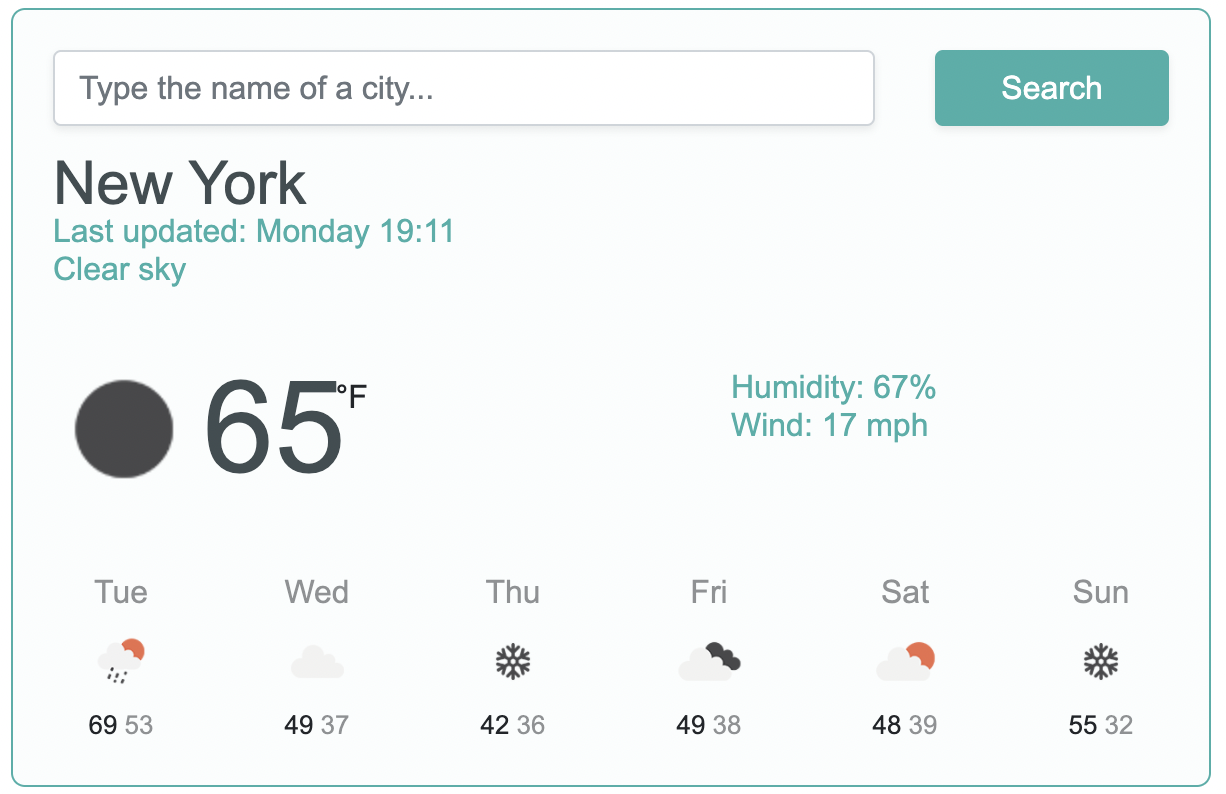 Type the name of a city...
Search
New York
Last updated: Monday 19:11
Clear sky
65°F
Humidity: 67%
Wind: 17 mph
Tue Wed Thu Fri Sat Sun
69 53 49 37 42 36 49 38 48 39 55 32